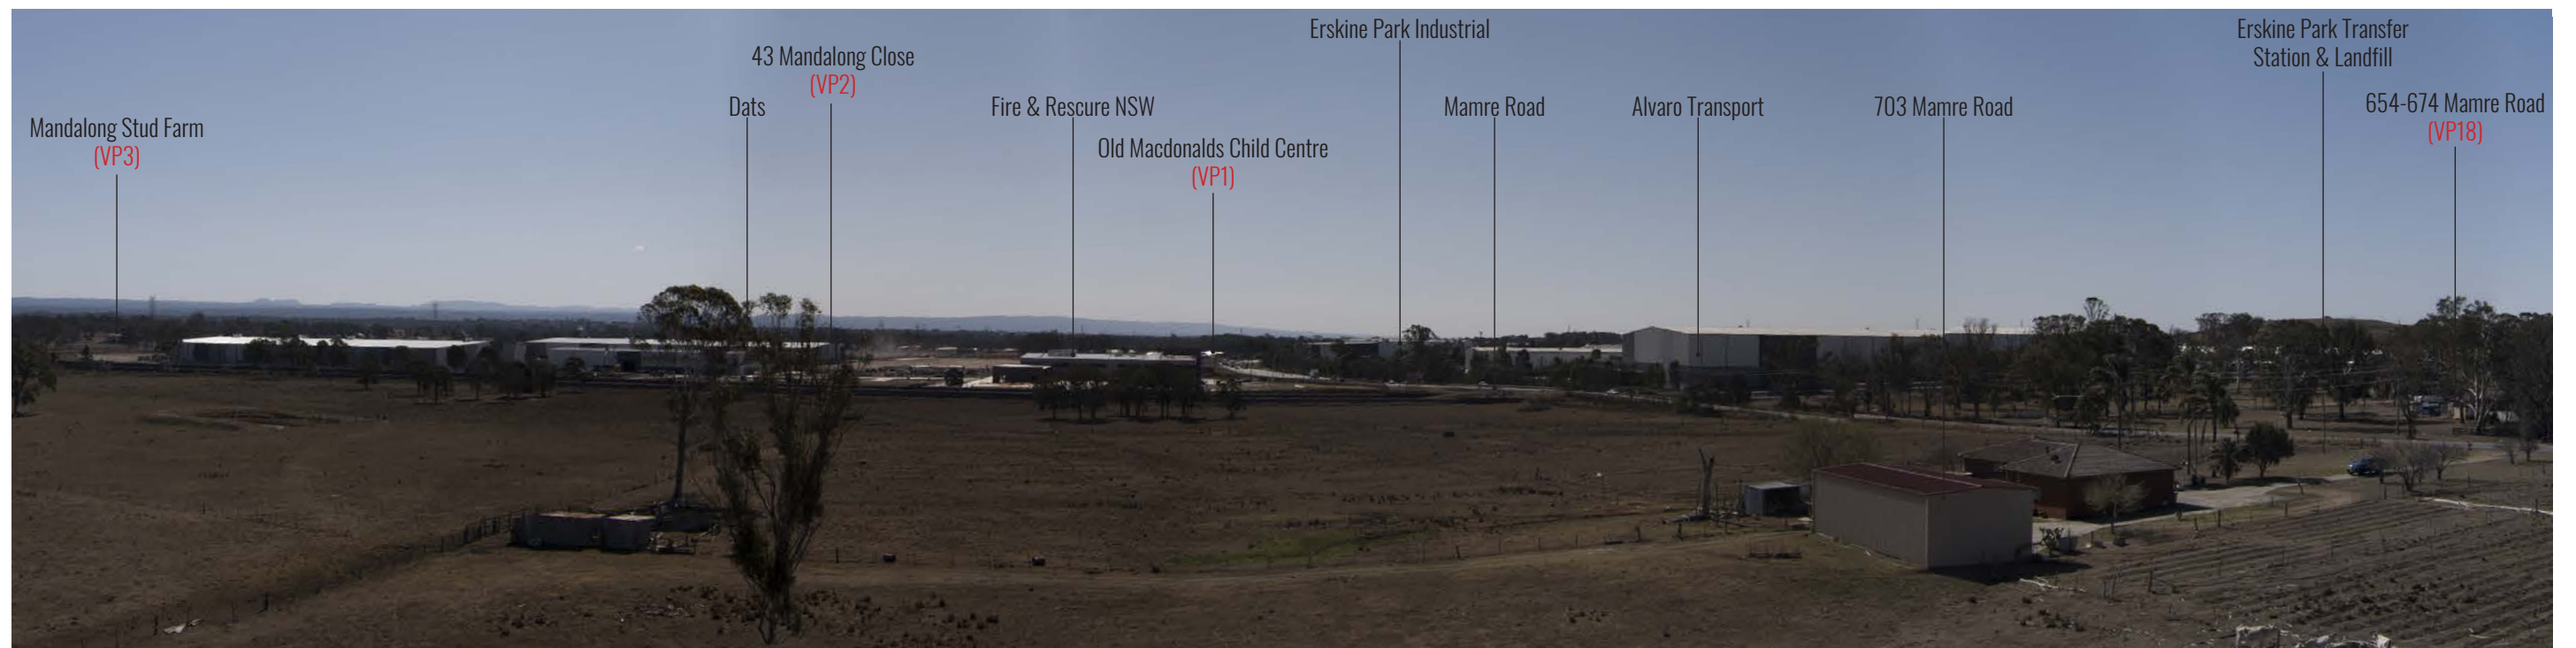 Mandalong Stud Farm
(VP3)
Dats
43 Mandalong Close
(VP2)
Fire & Rescure NSW
Old Macdonalds Child Centre
(VP1)
Erskine Park Industrial
Mamre Road
Alvaro Transport
703 Mamre Road
Erskine Park Transfer
Station & Landfill
654-674 Mamre Road
(VP18)